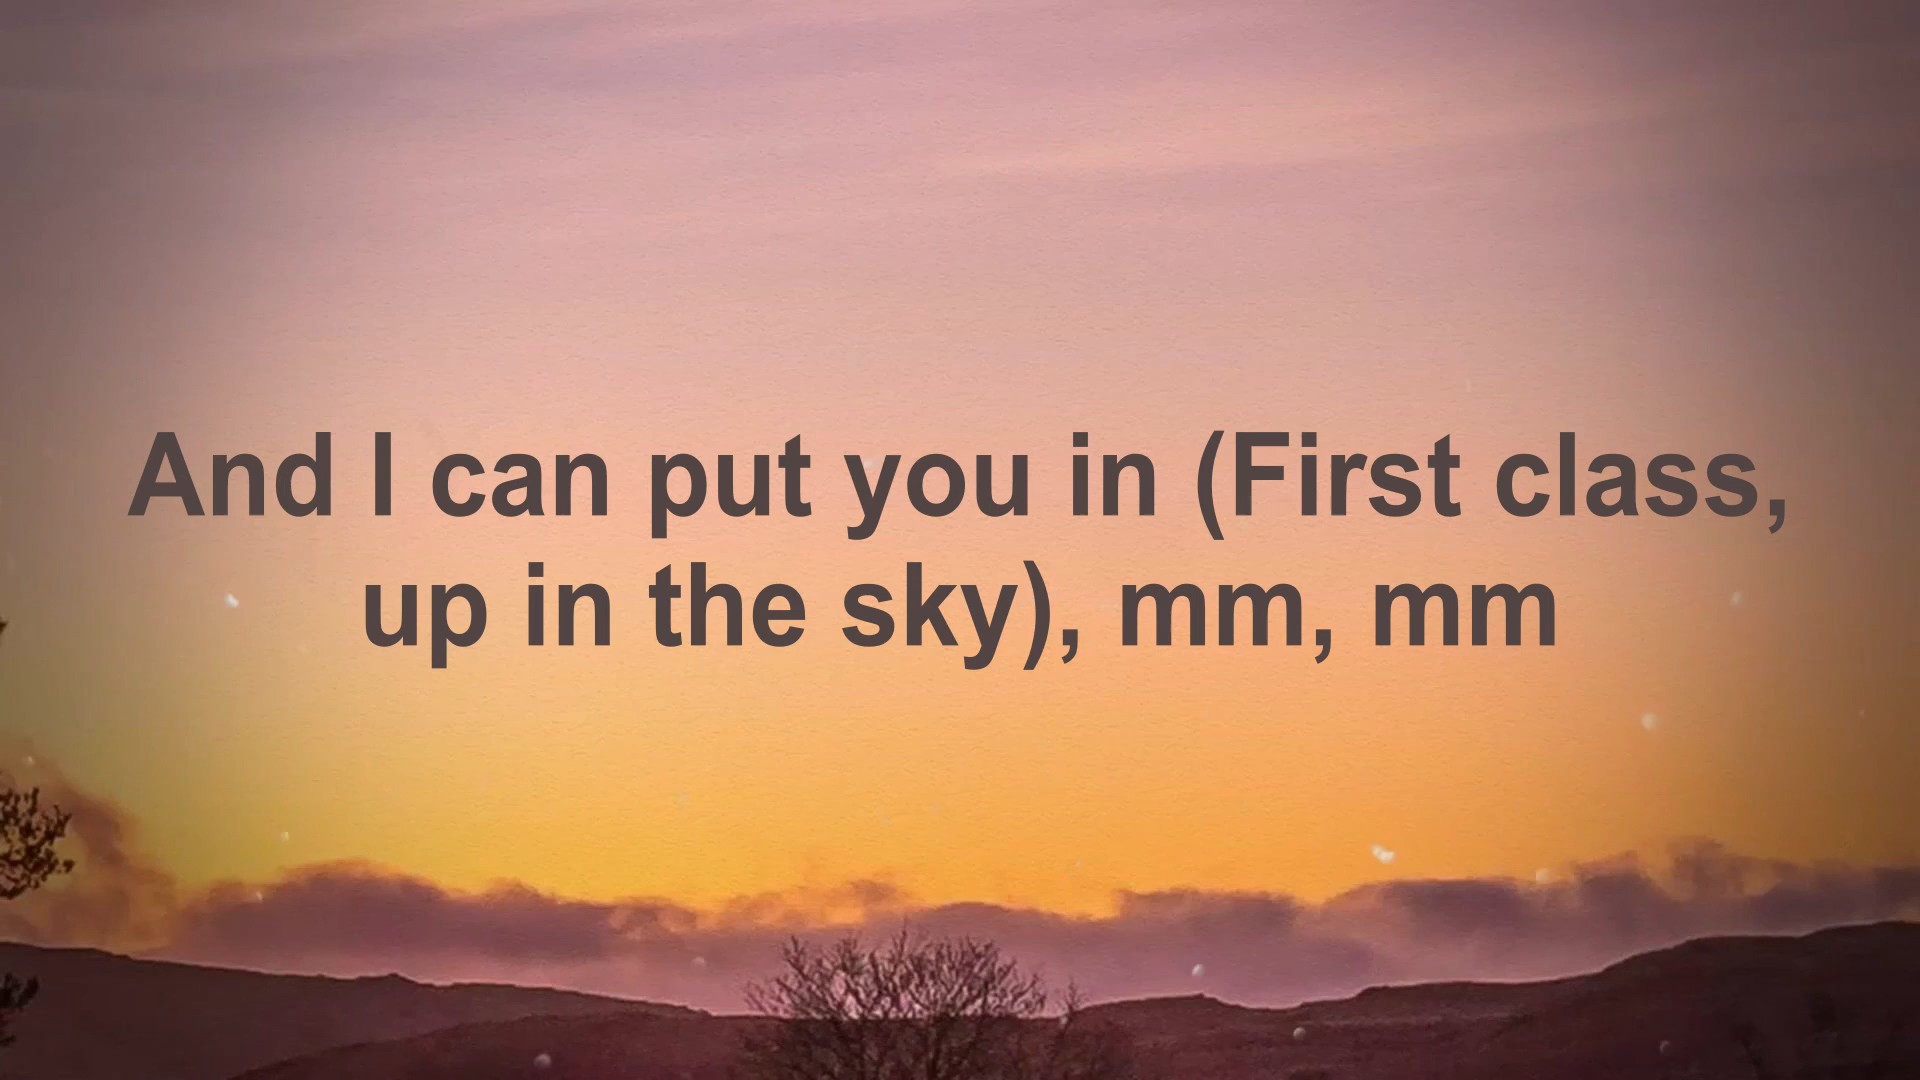 And I can put you in (First class,
up in the sky), mm, mm